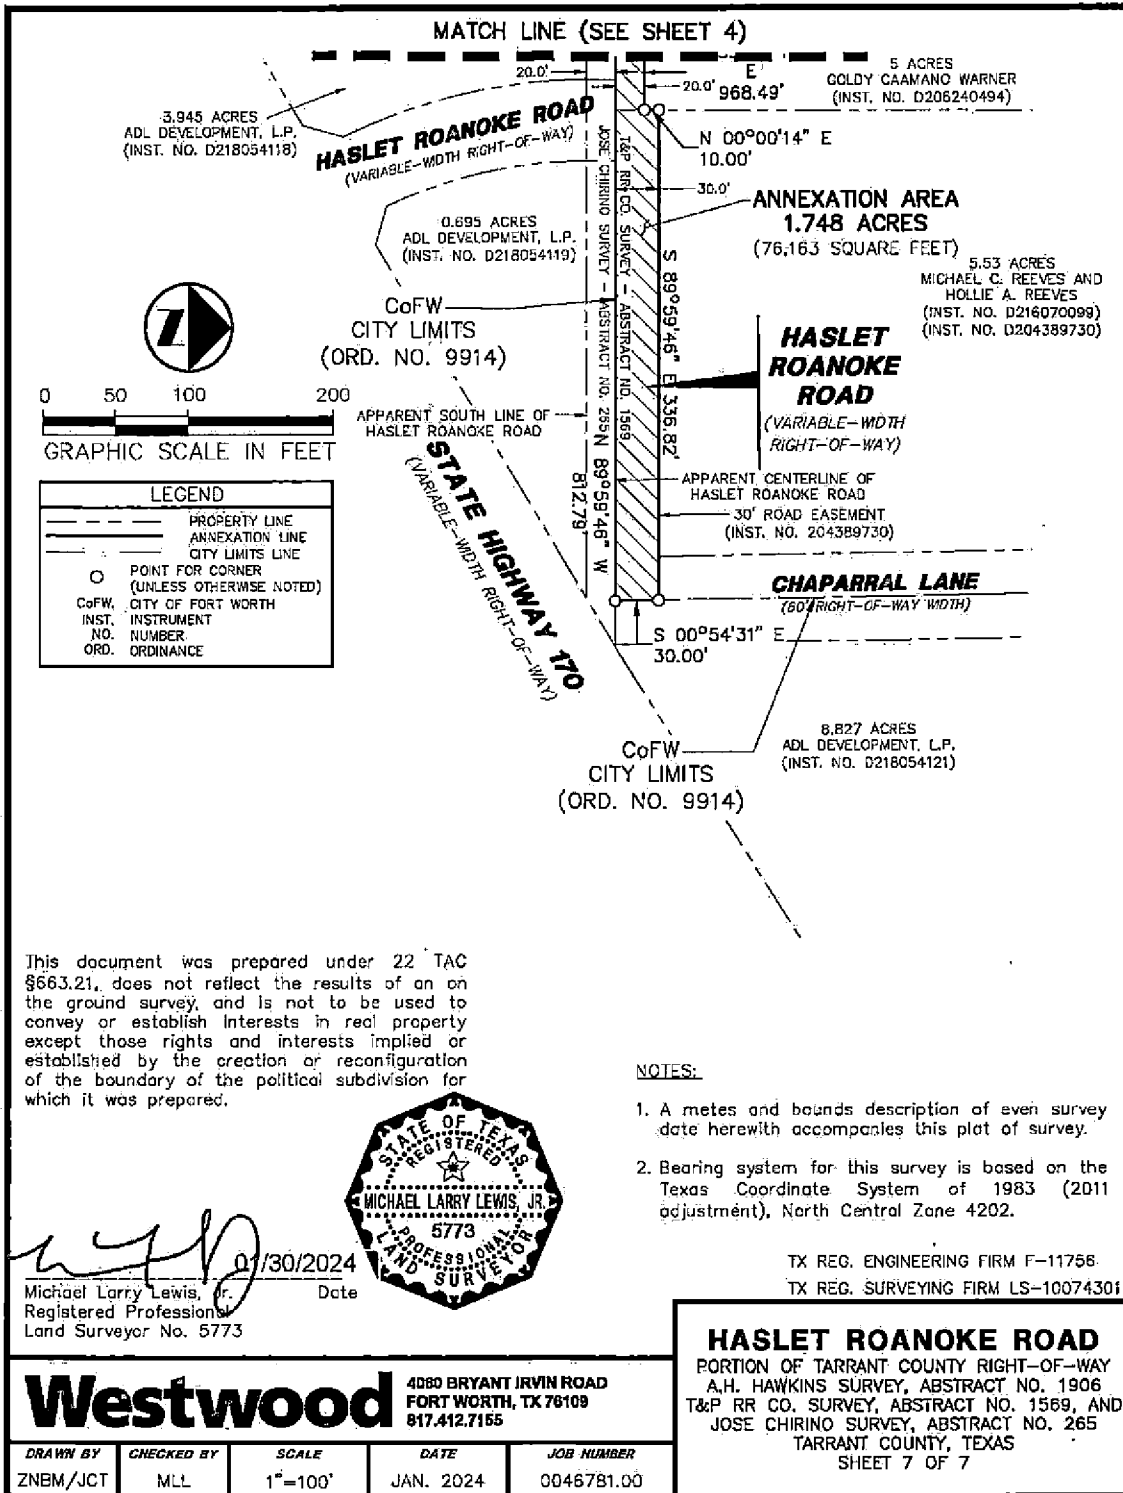 MATCH LINE (SEE SHEET 4)
20.0'
E
968.49'
20.0'
5 ACRES
GOLDY CAAMANO WARNER
(INST. NO. D206240494)
3.945 ACRES
ADL DEVELOPMENT, L.P.
(INST. NO. D218054118)
HASLET ROANOKE ROAD
(VARIABLE-WIDTH RIGHT-OF-WAY)
N 00°00'14" E
10.00'
30.0'
ANNEXATION AREA
1.748 ACRES
(76,163 SQUARE FEET)
0.695 ACRES
ADL DEVELOPMENT, L.P.
(INST. NO. D218054119)
JOSE CHIRINO SURVEY - ABSTRACT NO. 265
T&P RR CO. SURVEY - ABSTRACT NO. 1569
S 89°59'46" E 336.82'
5.53 ACRES
MICHAEL C. REEVES AND
HOLLIE A. REEVES
(INST. NO. D216070099)
(INST. NO. D204389730)
CoFW
CITY LIMITS
(ORD. NO. 9914)
HASLET
ROANOKE
ROAD
(VARIABLE-WIDTH
RIGHT-OF-WAY)
0 50 100 200
GRAPHIC SCALE IN FEET
APPARENT SOUTH LINE OF
HASLET ROANOKE ROAD
STATE HIGHWAY 170
(VARIABLE-WIDTH RIGHT-OF-WAY)
N 89°59'46" W
812.79'
APPARENT CENTERLINE OF
HASLET ROANOKE ROAD
30' ROAD EASEMENT
(INST. NO. 204389730)
LEGEND
PROPERTY LINE
ANNEXATION LINE
CITY LIMITS LINE
POINT FOR CORNER
(UNLESS OTHERWISE NOTED)
CoFW. CITY OF FORT WORTH
INST. INSTRUMENT
NO. NUMBER
ORD. ORDINANCE
CHAPARRAL LANE
(60' RIGHT-OF-WAY WIDTH)
S 00°54'31" E
30.00'
8.827 ACRES
ADL DEVELOPMENT, L.P.
(INST. NO. D218054121)
CoFW
CITY LIMITS
(ORD. NO. 9914)
This document was prepared under 22 TAC
§663.21, does not reflect the results of an on
the ground survey, and is not to be used to
convey or establish interests in real property
except those rights and interests implied or
established by the creation or reconfiguration
of the boundary of the political subdivision for
which it was prepared.
NOTES:
1. A metes and bounds description of even survey
date herewith accompanies this plat of survey.
2. Bearing system for this survey is based on the
Texas Coordinate System of 1983 (2011
adjustment), North Central Zone 4202.
STATE OF TEXAS
REGISTERED
MICHAEL LARRY LEWIS, JR.
5773
PROFESSIONAL
LAND SURVEYOR
01/30/2024
Michael Larry Lewis, Jr. Date
Registered Professional
Land Surveyor No. 5773
TX REG. ENGINEERING FIRM F-11756
TX REG. SURVEYING FIRM LS-10074301
Westwood
4060 BRYANT IRVIN ROAD
FORT WORTH, TX 76109
817.412.7155
DRAWN BY CHECKED BY SCALE DATE JOB NUMBER
ZNBM/JCT MLL 1"=100' JAN. 2024 0046781.00
HASLET ROANOKE ROAD
PORTION OF TARRANT COUNTY RIGHT-OF-WAY
A.H. HAWKINS SURVEY, ABSTRACT NO. 1906
T&P RR CO. SURVEY, ABSTRACT NO. 1569, AND
JOSE CHIRINO SURVEY, ABSTRACT NO. 265
TARRANT COUNTY, TEXAS
SHEET 7 OF 7